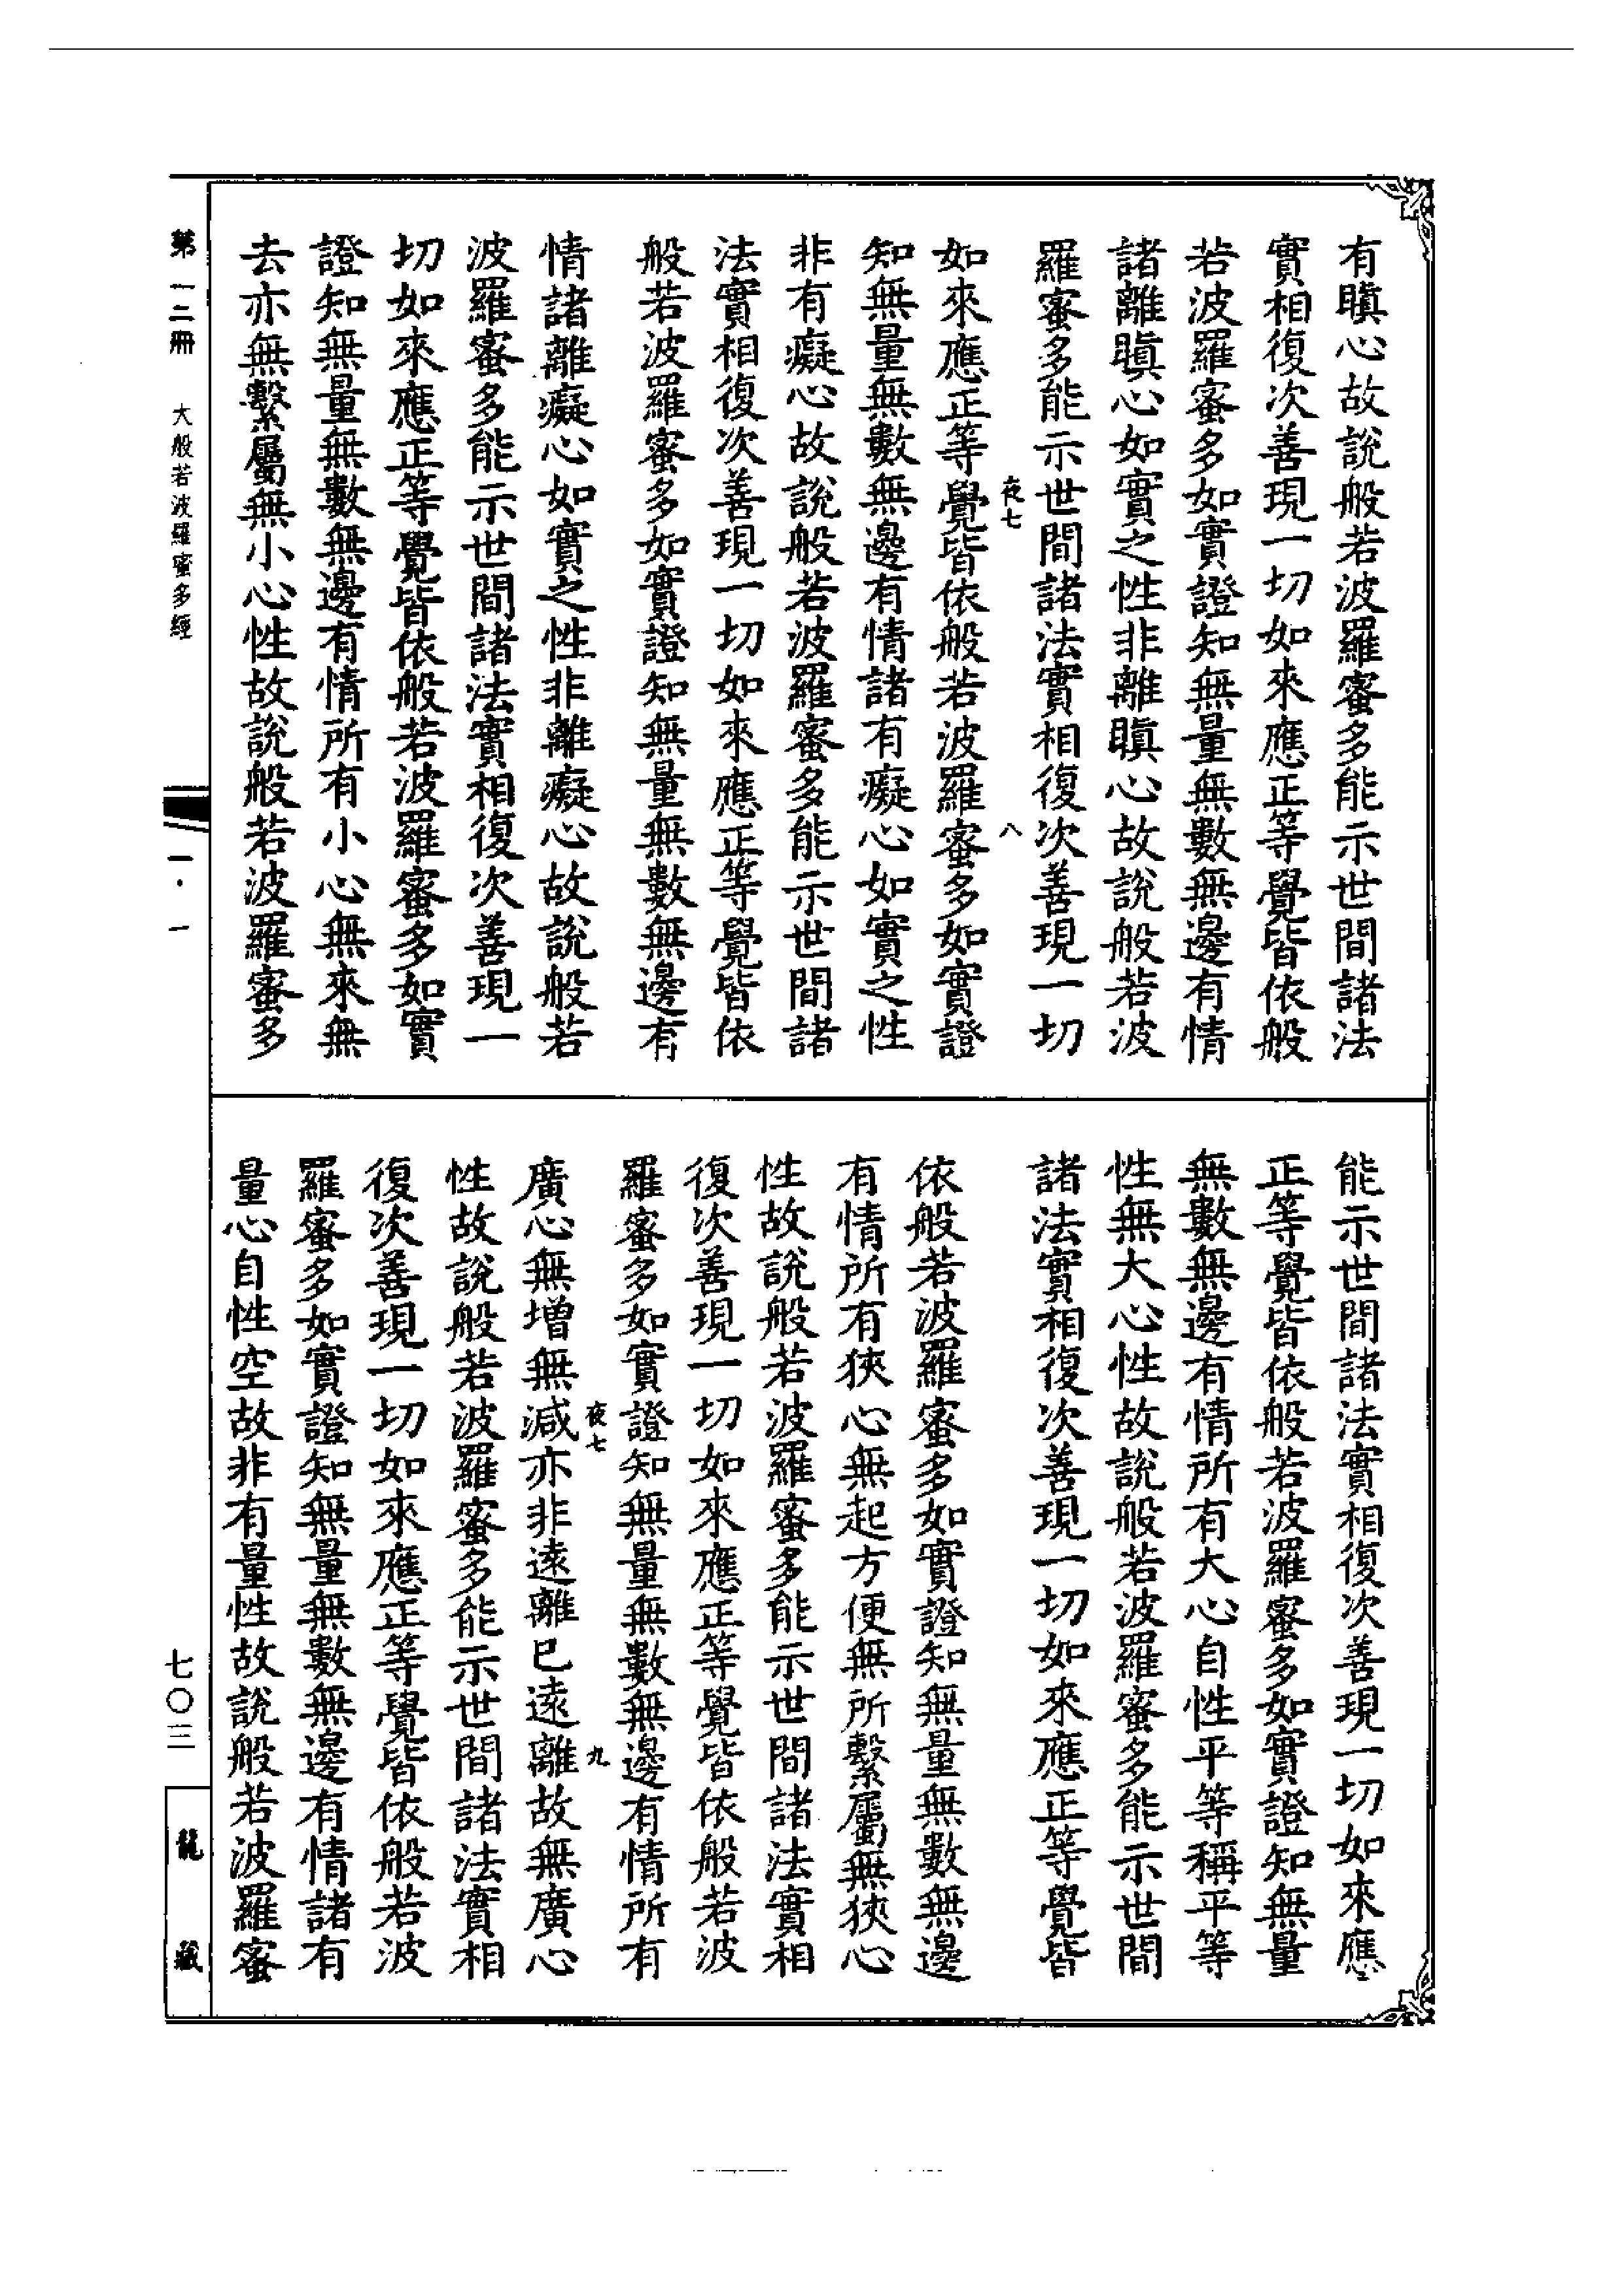 有瞋心故說般若波羅蜜多能示世間諸法
實相復次善現一切如來應正等覺皆依般
若波羅蜜多如實證知無量無數無邊有情
諸離瞋心如實之性非離瞋心故說般若波
羅蜜多能示世間諸法實相復次善現一切
夜七
八
如來應正等覺皆依般若波羅蜜多如實證
知無量無數無邊有情諸有癡心如實之性
非有癡心故說般若波羅蜜多能示世間諸
法實相復次善現一切如來應正等覺皆依
般若波羅蜜多如實證知無量無數無邊有
情諸離癡心如實之性非離癡心故說般若
波羅蜜多能示世間諸法實相復次善現一
切如來應正等覺皆依般若波羅蜜多如實
證知無量無數無邊有情所有小心無來無
去亦無繫屬無小心性故說般若波羅蜜多
能示世間諸法實相復次善現一切如來應
正等覺皆依般若波羅蜜多如實證知無量
無數無邊有情所有大心自性平等稱平等
性無大心性故說般若波羅蜜多能示世間
諸法實相復次善現一切如來應正等覺皆
依般若波羅蜜多如實證知無量無數無邊
有情所有狹心無起方便無所繫屬無狹心
性故說般若波羅蜜多能示世間諸法實相
復次善現一切如來應正等覺皆依般若波
羅蜜多如實證知無量無數無邊有情所有
夜七
九
廣心無增無減亦非遠離已遠離故無廣心
性故說般若波羅蜜多能示世間諸法實相
復次善現一切如來應正等覺皆依般若波
羅蜜多如實證知無量無數無邊有情諸有
量心自性空故非有量性故說般若波羅蜜
第一二冊 大般若波羅蜜多經
一·一
七〇三
龍藏